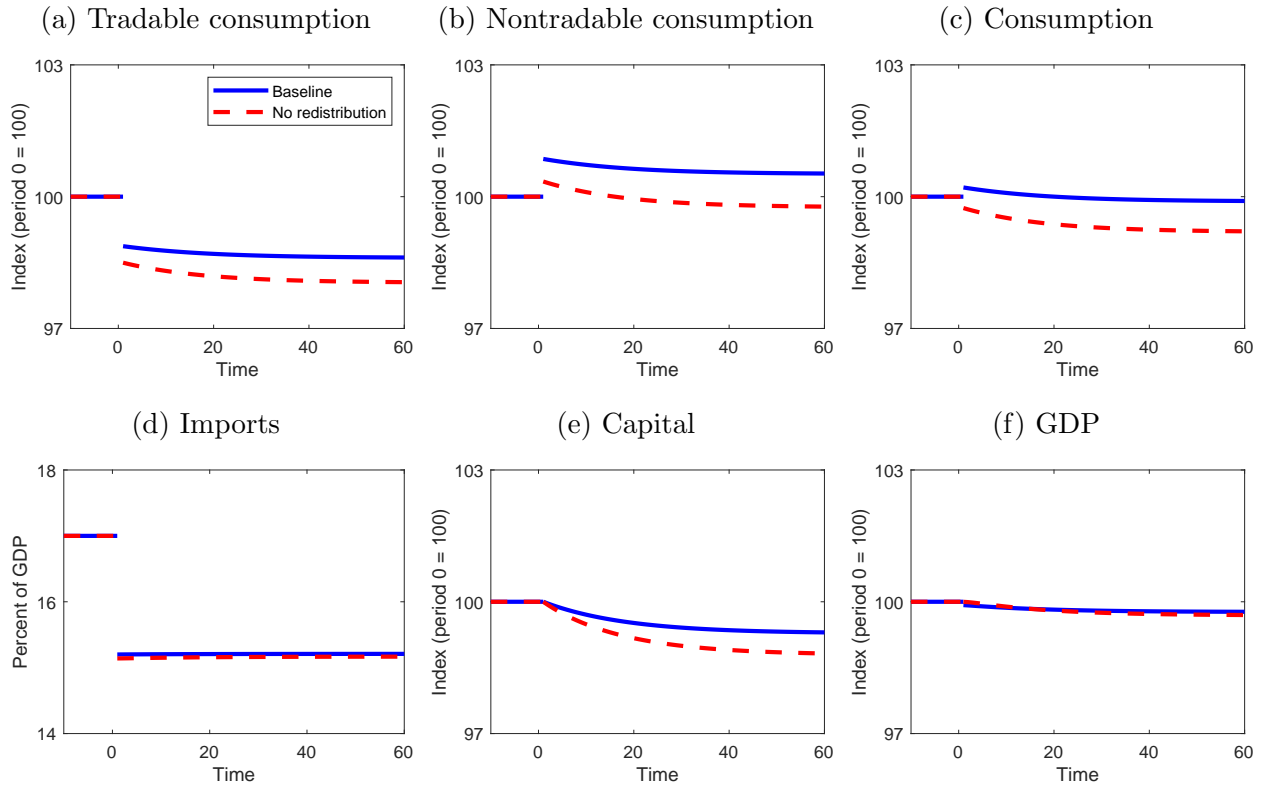 (a) Tradable consumption
(b) Nontradable consumption
(c) Consumption
103
100
97
Index (period 0 = 100)
0 20 40 60
Time
Baseline
No redistribution
103
100
97
Index (period 0 = 100)
0 20 40 60
Time
103
100
97
Index (period 0 = 100)
0 20 40 60
Time
(d) Imports
(e) Capital
(f) GDP
18
16
14
Percent of GDP
0 20 40 60
Time
103
100
97
Index (period 0 = 100)
0 20 40 60
Time
103
100
97
Index (period 0 = 100)
0 20 40 60
Time